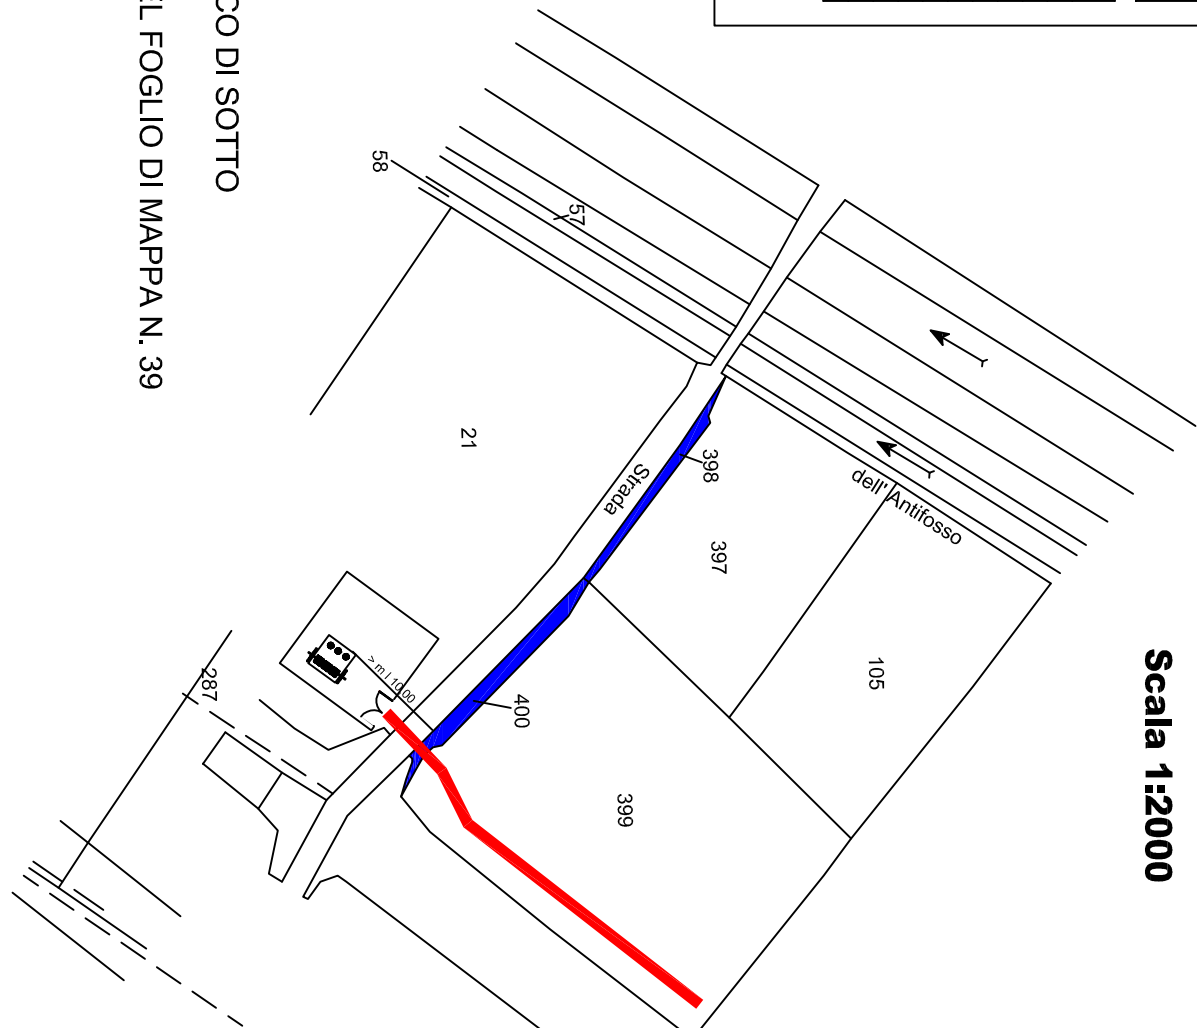 CO DI SOTTO
EL FOGLIO DI MAPPA N. 39
Scala 1:2000
58
57
21
Strada
398
397
dell' Antifosso
105
287
> m l 10.00
400
399